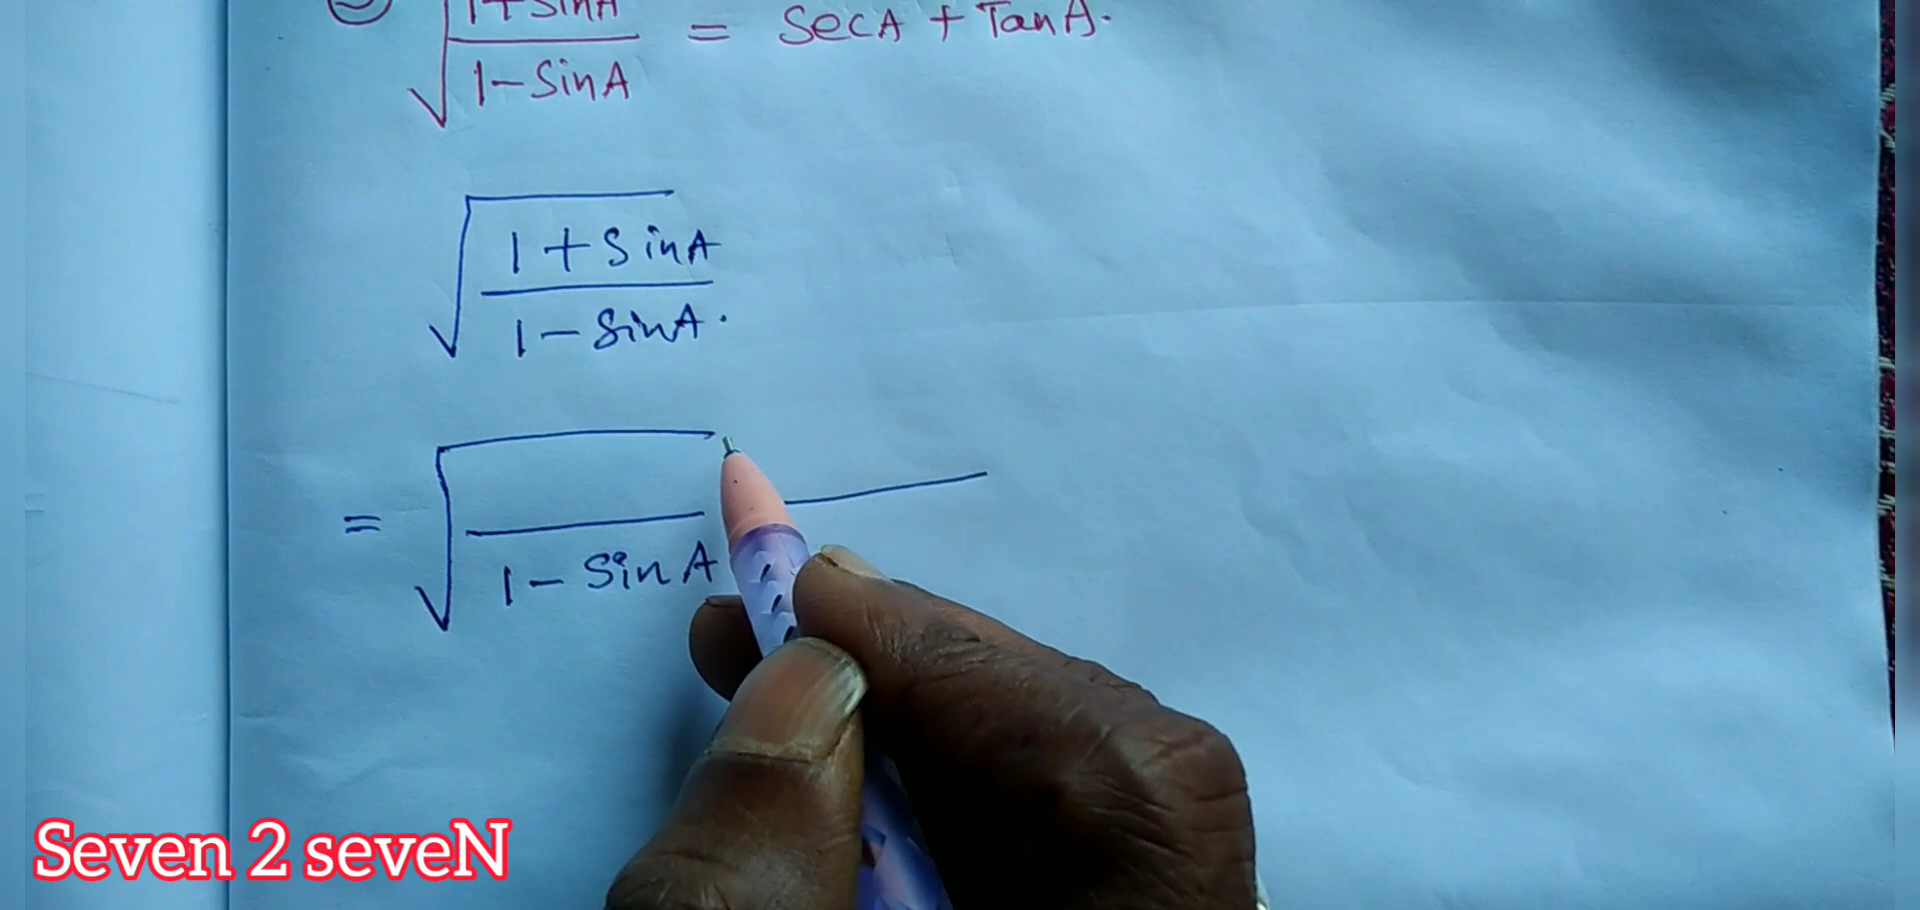 √ 1+SinA / 1-SinA = SecA + TanA.
√ 1+SinA / 1-SinA.
= √ / 1-SinA
Seven 2 seveN